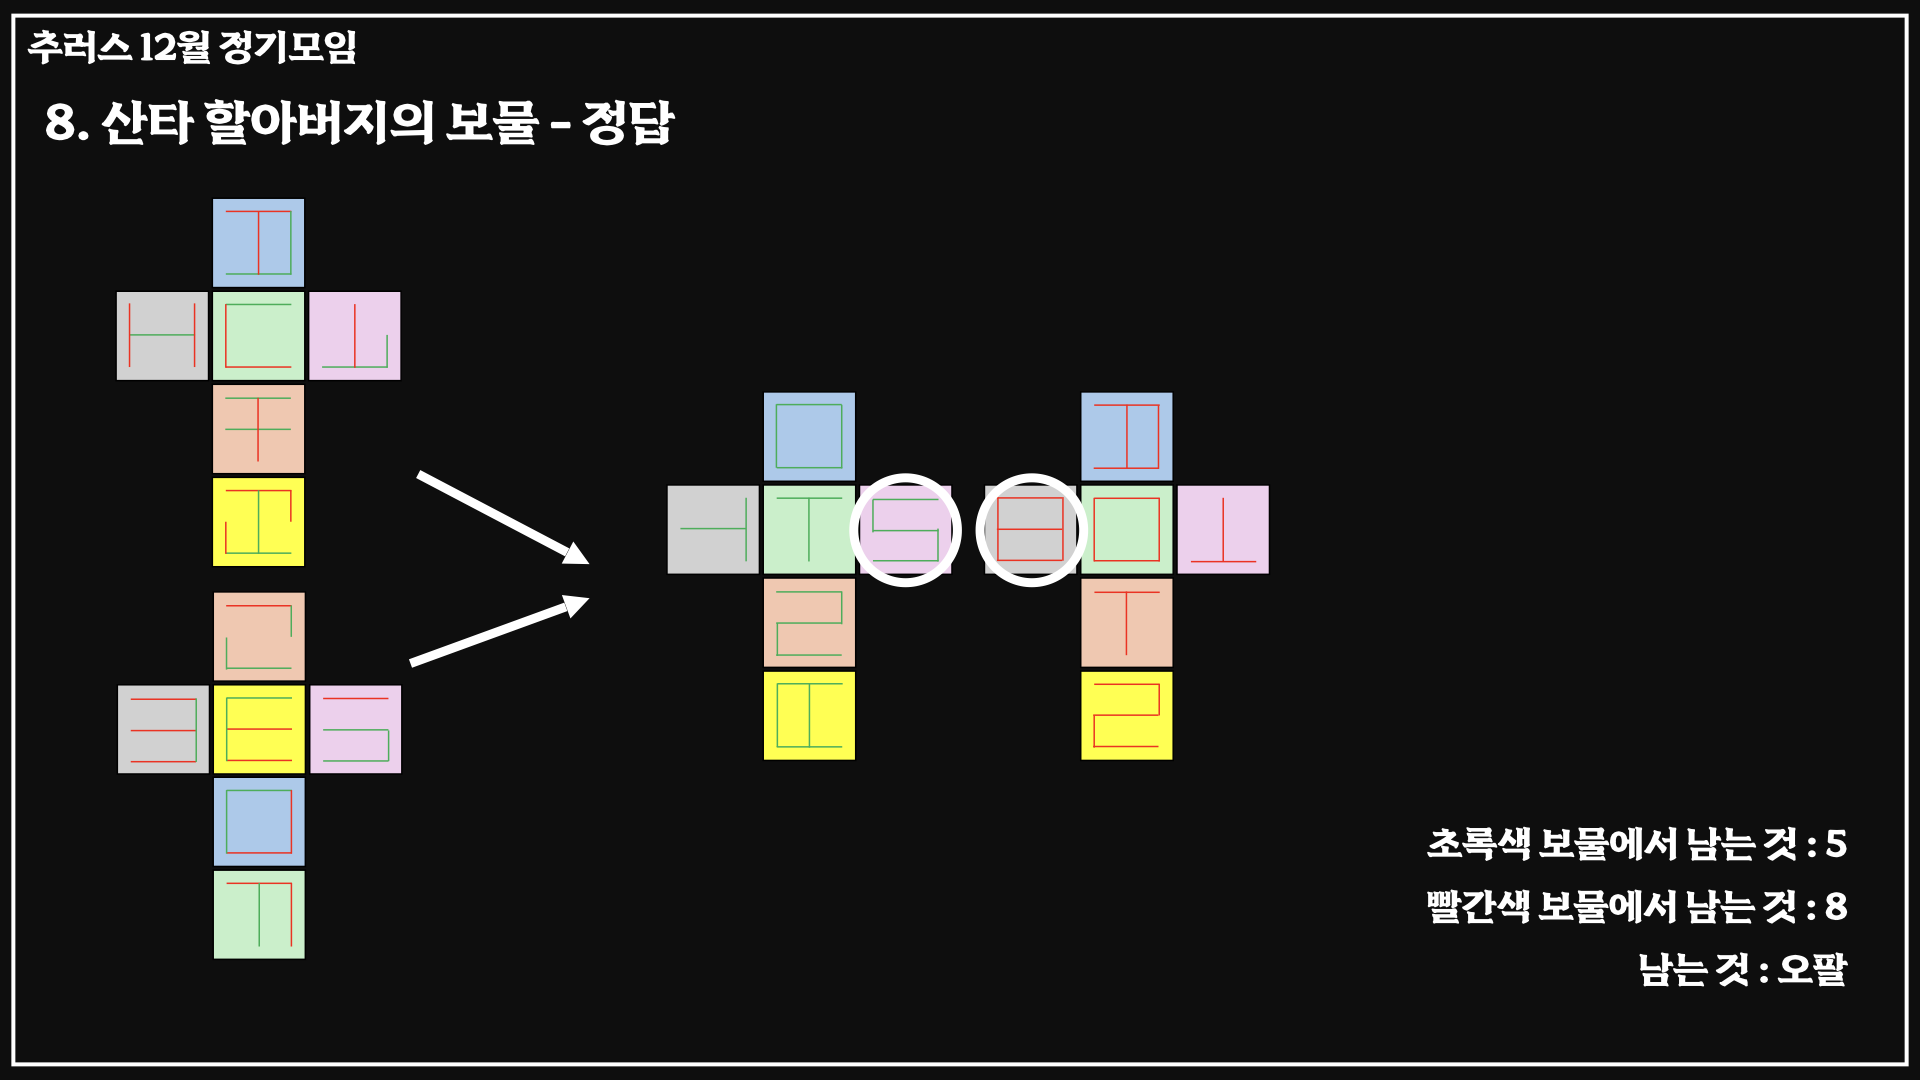 추러스 12월 정기모임
8. 산타 할아버지의 보물 - 정답
초록색 보물에서 남는 것 : 5
빨간색 보물에서 남는 것 : 8
남는 것 : 오팔